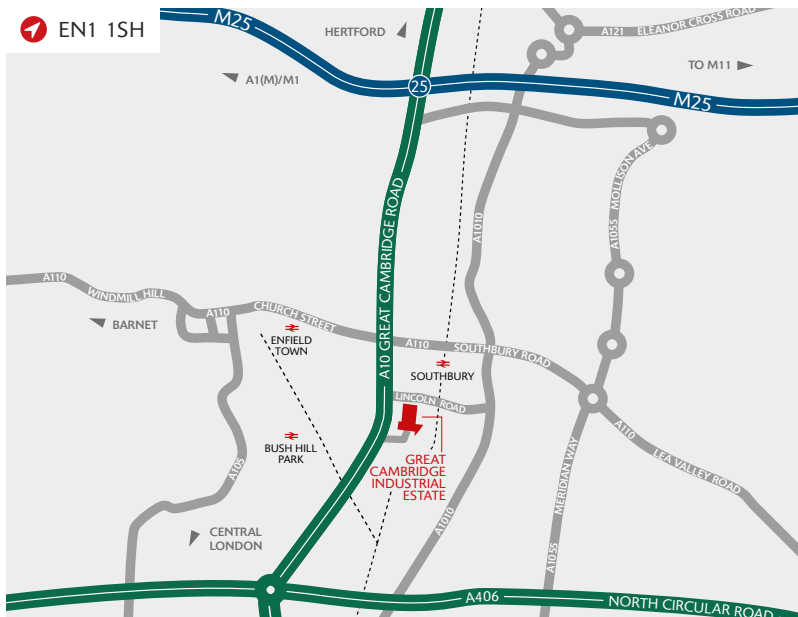 EN1 1SH
M25
HERTFORD
A121
ELEANOR CROSS ROAD
TO M11
A1(M)/M1
25
M25
MOLLISON AVE
A1055
A1010
A10 GREAT CAMBRIDGE ROAD
A110
WINDMILL HILL
A110
CHURCH STREET
BARNET
ENFIELD
TOWN
A110
SOUTHBURY ROAD
SOUTHBURY
LINCOLN ROAD
BUSH HILL
PARK
A105
GREAT
CAMBRIDGE
INDUSTRIAL
ESTATE
A110
LEA VALLEY ROAD
MERIDIAN WAY
A1055
A1010
CENTRAL
LONDON
A406
NORTH CIRCULAR ROAD